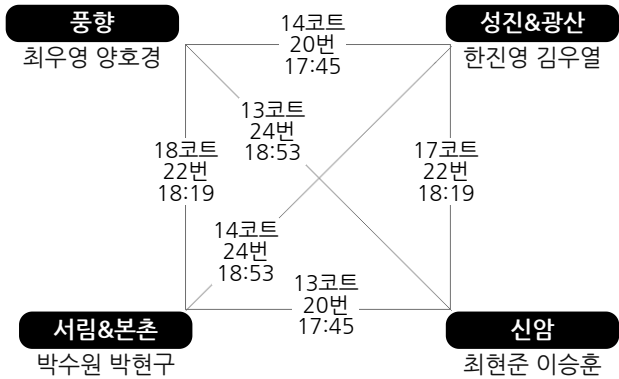 풍향
최우영 양호경
14코트
20번
17:45
성진&광산
한진영 김우열
13코트
24번
18:53
18코트
22번
18:19
17코트
22번
18:19
14코트
24번
18:53
13코트
20번
17:45
서림&본촌
박수원 박현구
신암
최현준 이승훈